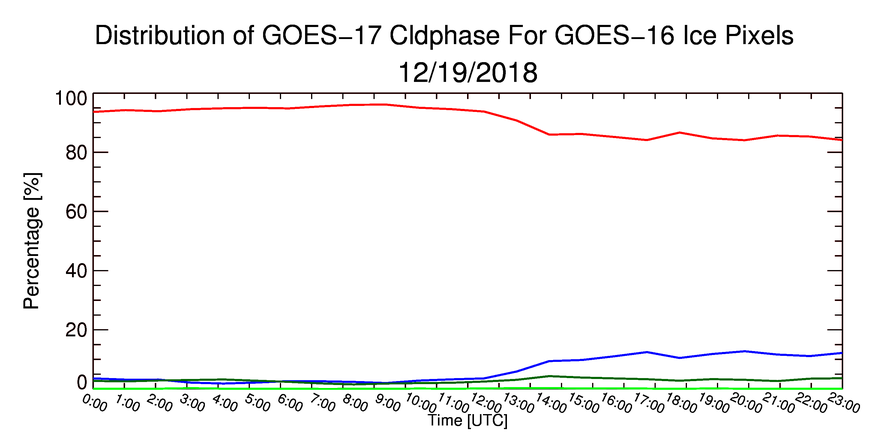 Distribution of GOES−17 Cldphase For GOES−16 Ice Pixels
12/19/2018
Percentage [%]
100
80
60
40
20
0
0:00 1:00 2:00 3:00 4:00 5:00 6:00 7:00 8:00 9:00 10:00 11:00 12:00 13:00 14:00 15:00 16:00 17:00 18:00 19:00 20:00 21:00 22:00 23:00
Time [UTC]